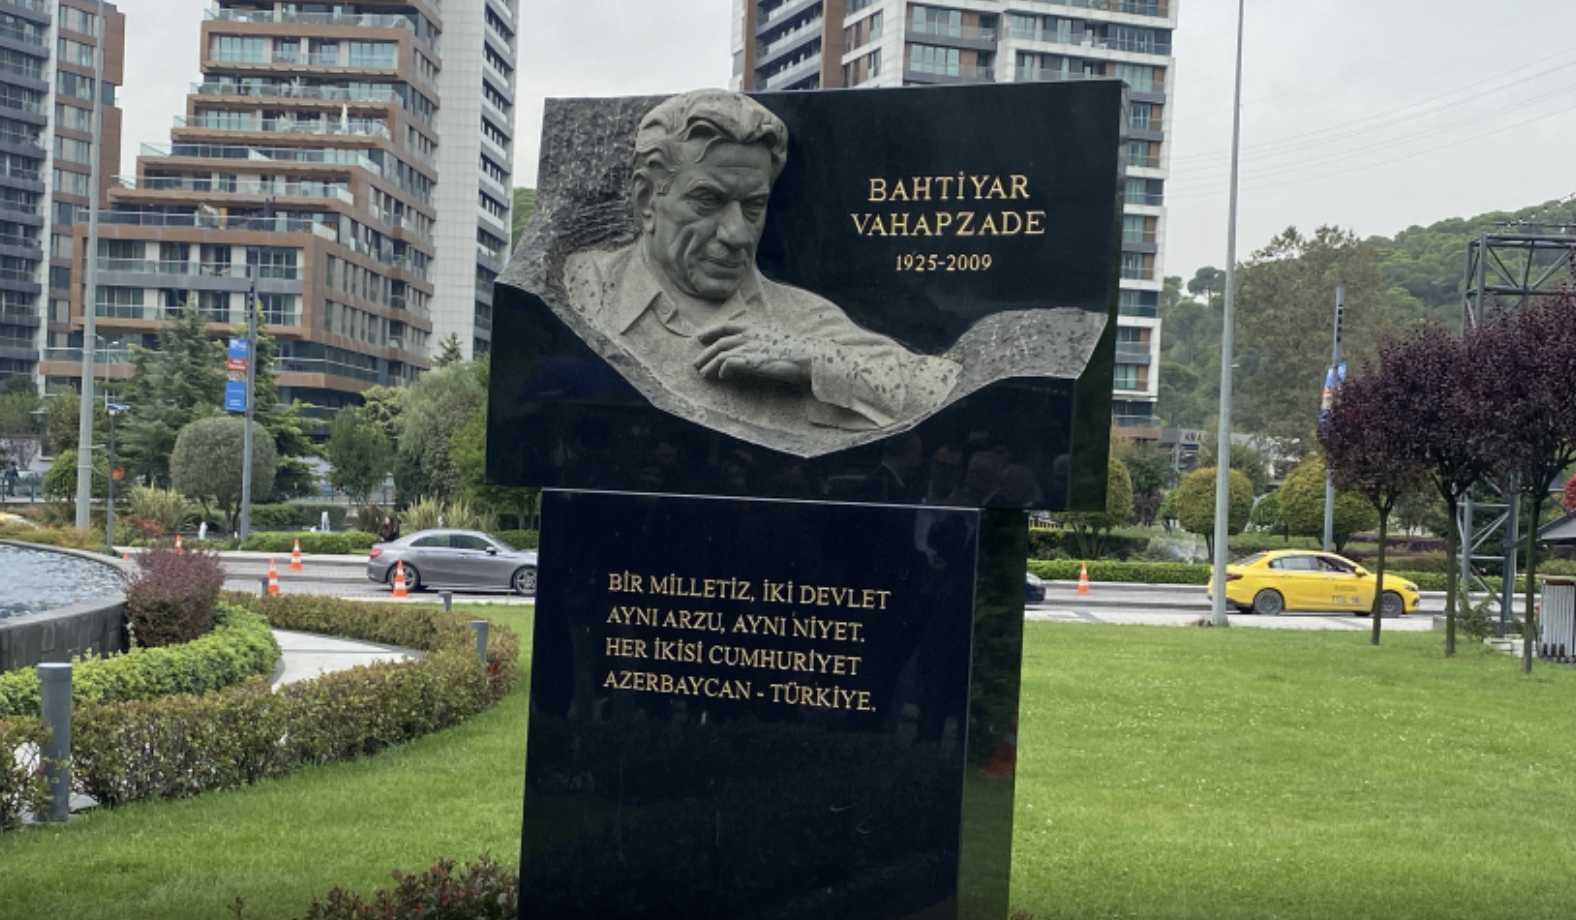 BAHTİYAR
VAHAPZADE
1925-2009
BİR MİLLETİZ, İKİ DEVLET
AYNI ARZU, AYNI NİYET.
HER İKİSİ CUMHURİYET
AZERBAYCAN - TÜRKİYE.